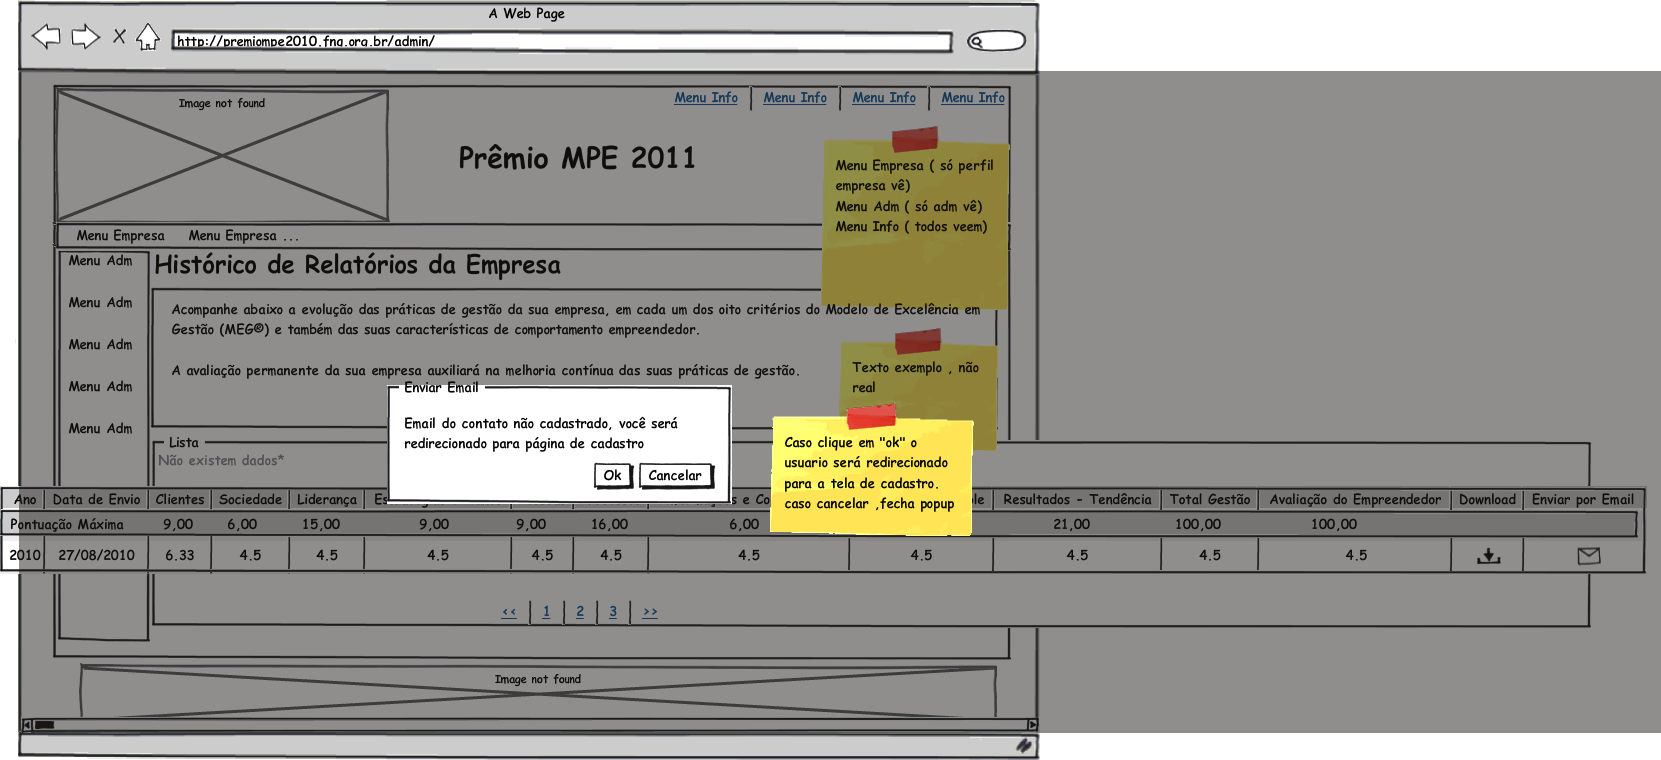 A Web Page
http://premiompe2010.fnq.org.br/admin/
Image not found
Menu Info Menu Info Menu Info Menu Info
Prêmio MPE 2011
Menu Empresa ( só perfil
empresa vê)
Menu Adm ( só adm vê)
Menu Info ( todos veem)
Menu Empresa Menu Empresa ...
Menu Adm
Menu Adm
Menu Adm
Menu Adm
Menu Adm
Histórico de Relatórios da Empresa
Acompanhe abaixo a evolução das práticas de gestão da sua empresa, em cada um dos oito critérios do Modelo de Excelência em
Gestão (MEG©) e também das suas características de comportamento empreendedor.
A avaliação permanente da sua empresa auxiliará na melhoria contínua das suas práticas de gestão.
Texto exemplo , não
real
Enviar Email
Email do contato não cadastrado, você será
redirecionado para página de cadastro
Ok Cancelar
Caso clique em "ok" o
usuario será redirecionado
para a tela de cadastro.
caso cancelar ,fecha popup
Lista
Não existem dados*
Ano Data de Envio Clientes Sociedade Liderança Resultados - Tendência Total Gestão Avaliação do Empreendedor Download Enviar por Email
Pontuação Máxima 9,00 6,00 15,00 9,00 9,00 16,00 6,00 21,00 100,00 100,00
2010 27/08/2010 6.33 4.5 4.5 4.5 4.5 4.5 4.5 4.5 4.5 4.5 4.5
<< 1 2 3 >>
Image not found